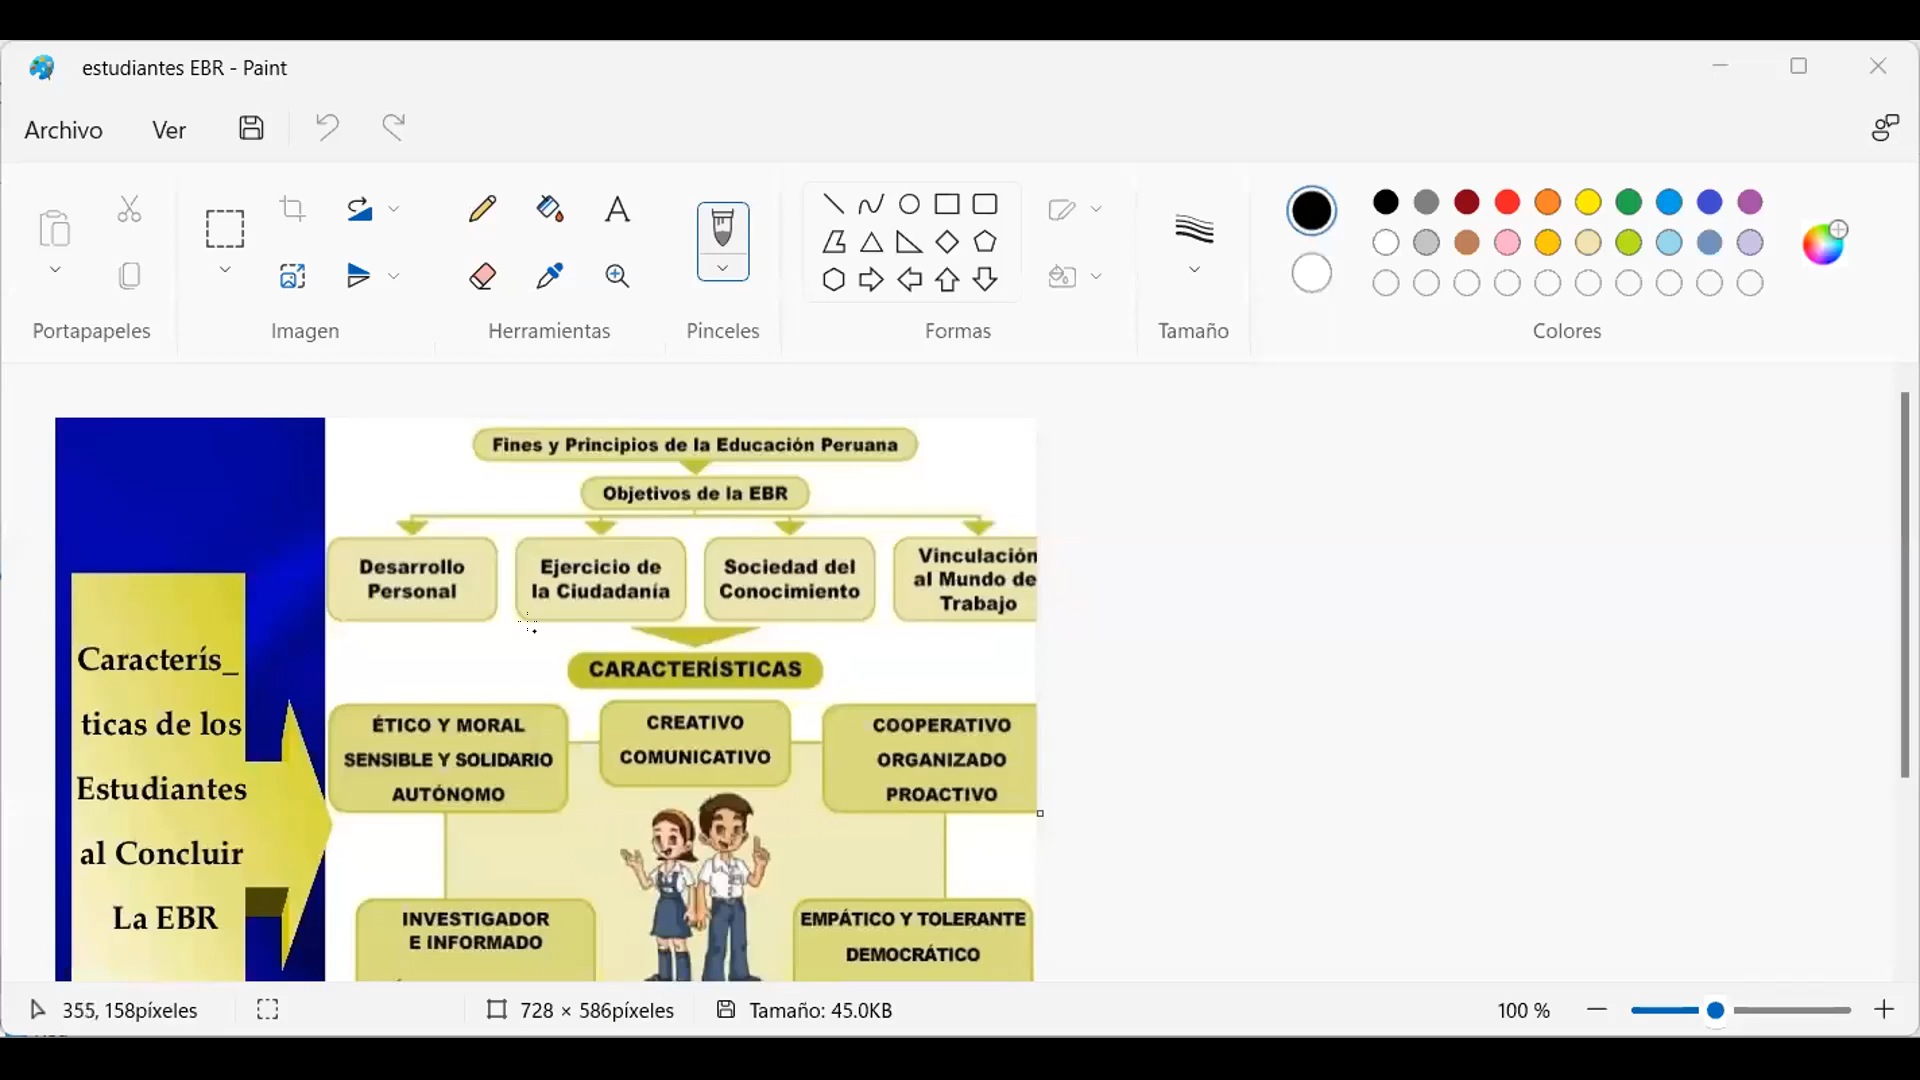 estudiantes EBR - Paint
Archivo Ver
Portapapeles Imagen Herramientas Pinceles Formas Tamaño Colores
Fines y Principios de la Educación Peruana
Objetivos de la EBR
Desarrollo
Personal
Ejercicio de
la Ciudadanía
Sociedad del
Conocimiento
Vinculación
al Mundo de
Trabajo
CARACTERÍSTICAS
Caracterís_
ticas de los
Estudiantes
al Concluir
La EBR
ÉTICO Y MORAL
SENSIBLE Y SOLIDARIO
AUTÓNOMO
CREATIVO
COMUNICATIVO
COOPERATIVO
ORGANIZADO
PROACTIVO
INVESTIGADOR
E INFORMADO
EMPÁTICO Y TOLERANTE
DEMOCRÁTICO
355, 158píxeles 728 × 586píxeles Tamaño: 45.0KB 100 %